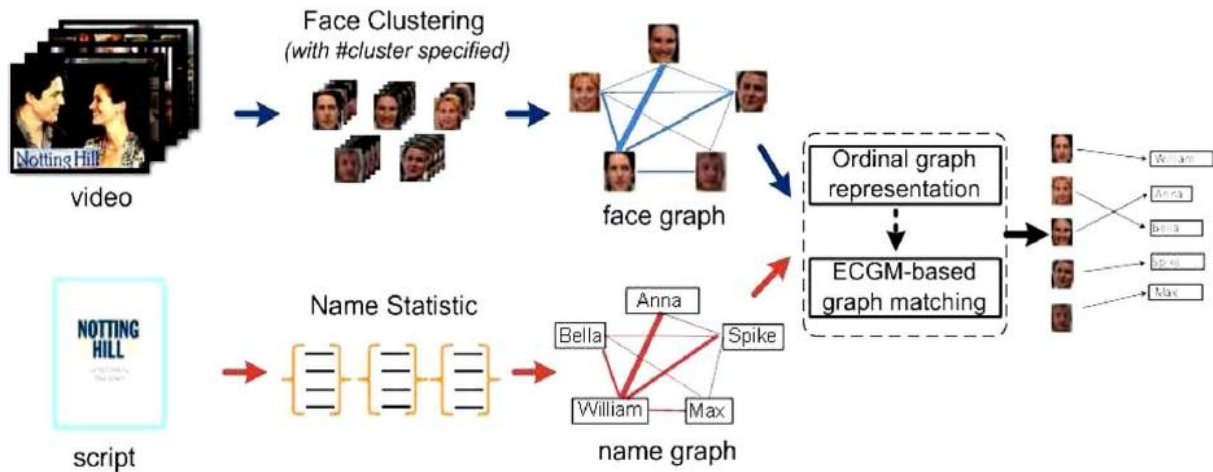 Face Clustering
(with #cluster specified)
Notting Hill
video
face graph
Ordinal graph
representation
ECGM-based
graph matching
William
Anna
Bella
Spike
Max
Name Statistic
NOTTING
HILL
script
Anna
Bella
Spike
William
Max
name graph